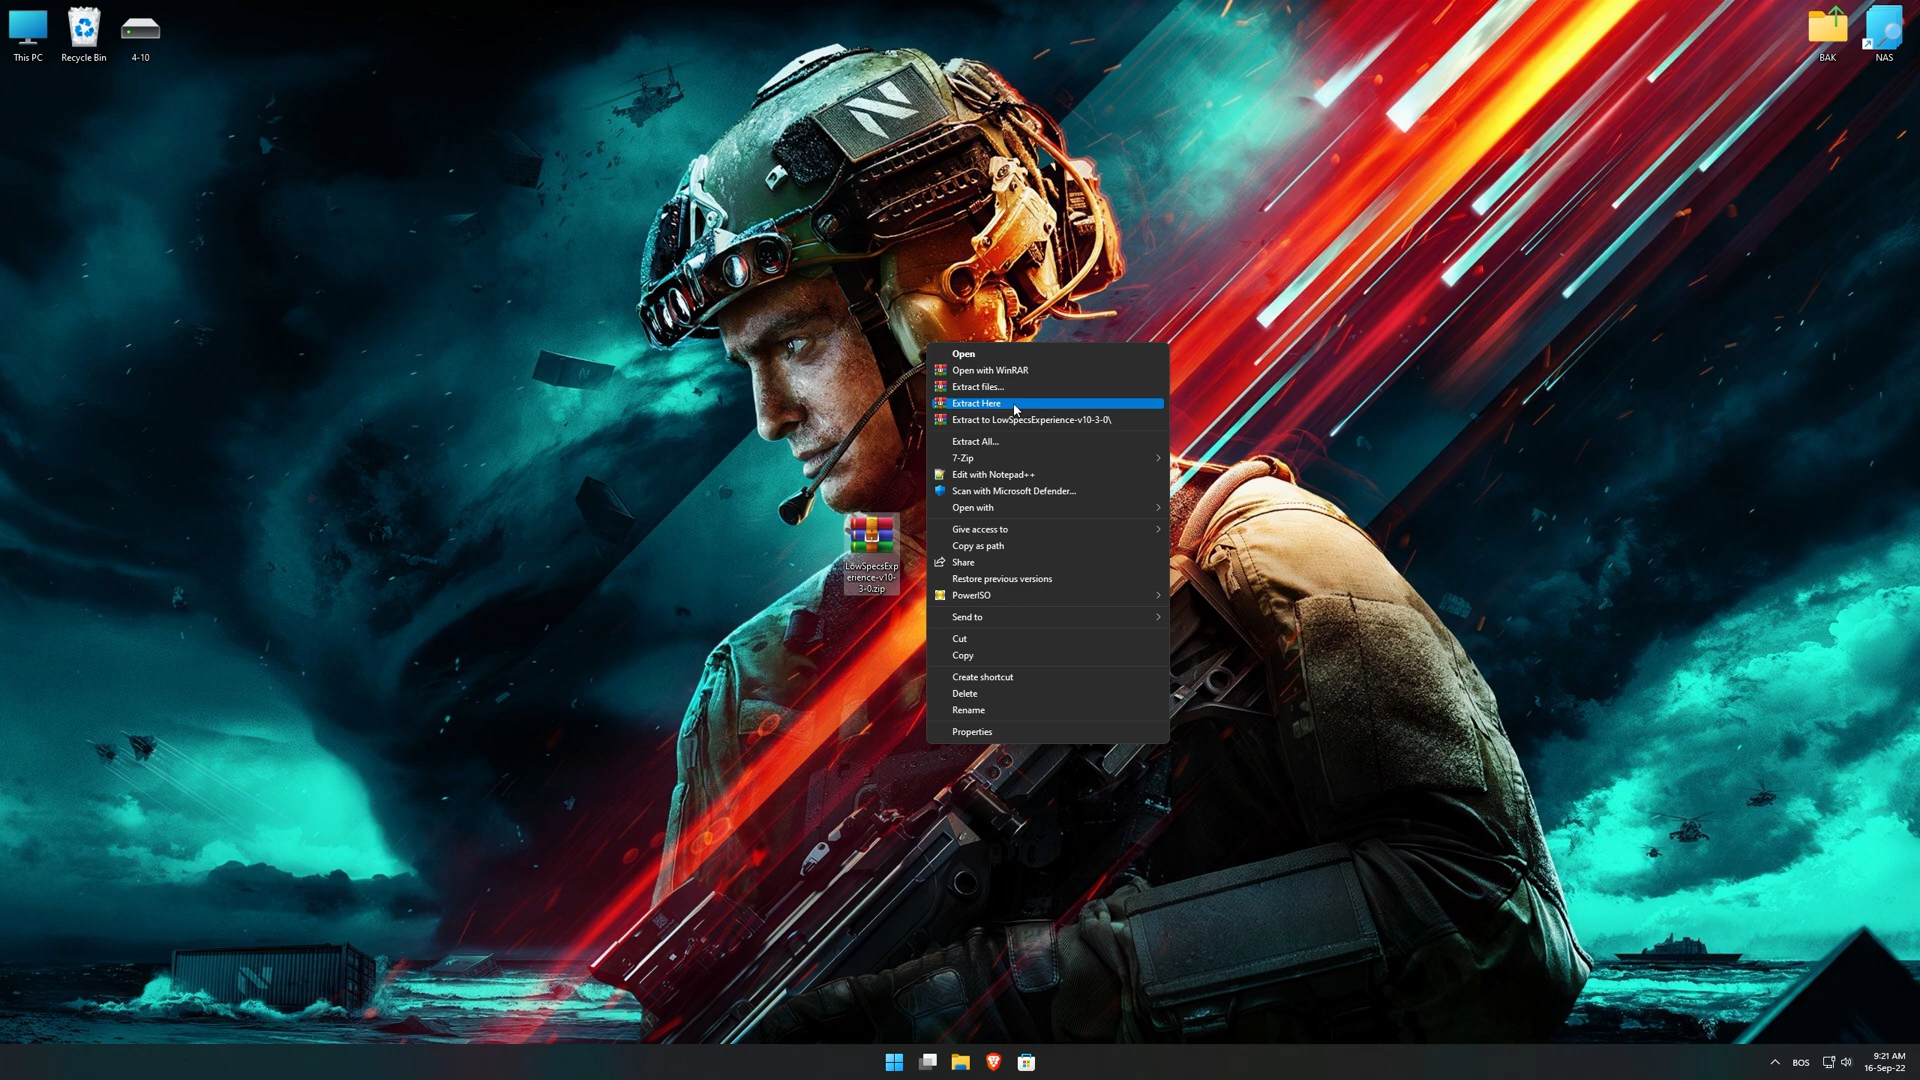 This PC
Recycle Bin
4-10
BAK
NAS
Open
Open with WinRAR
Extract files...
Extract Here
Extract to LowSpecsExperience-v10-3-0\
Extract All...
7-Zip
Edit with Notepad++
Scan with Microsoft Defender...
Open with
Give access to
Copy as path
Share
Restore previous versions
PowerISO
Send to
Cut
Copy
Create shortcut
Delete
Rename
Properties
LowSpecsExp
erience-v10-
3-0.zip
BOS
9:21 AM
16-Sep-22